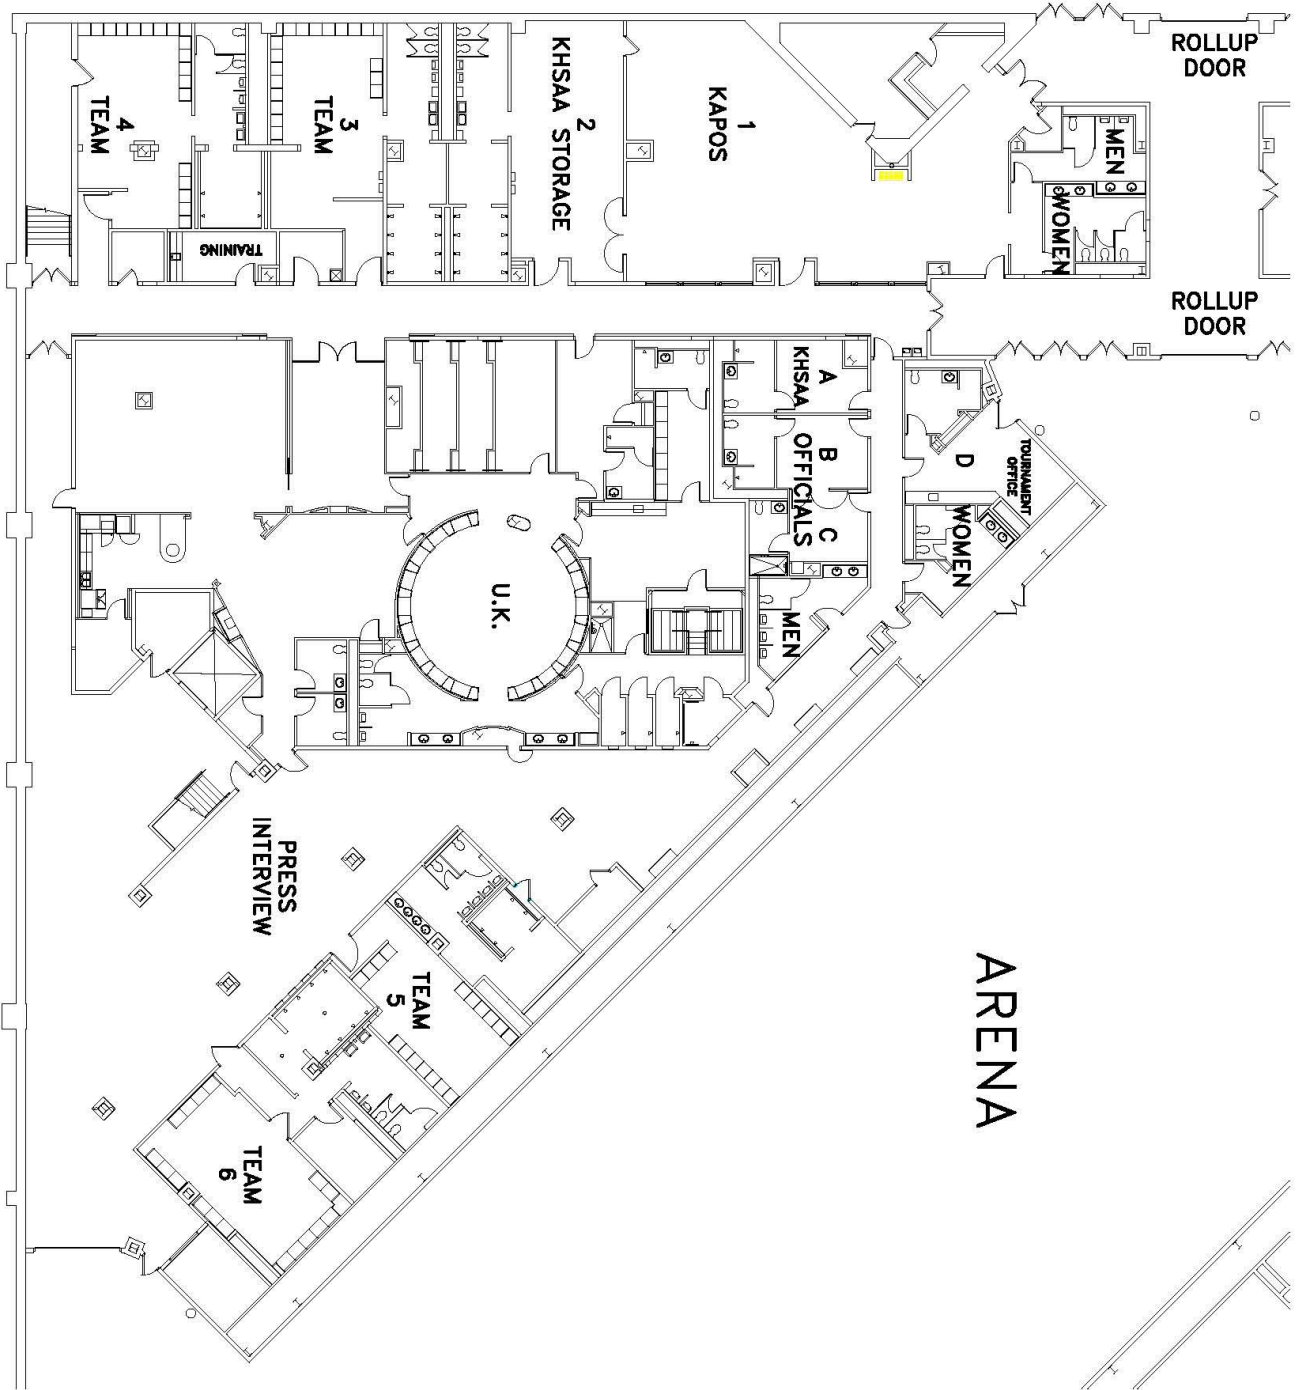 ROLLUP
DOOR
TEAM
4
TEAM
3
KHSAA STORAGE
2
KAPOS
1
MEN
WOMEN
TRAINING
ROLLUP
DOOR
A
KHSAA
B
OFFICIALS
C
D
TOURNAMENT
OFFICE
WOMEN
U.K.
MEN
PRESS
INTERVIEW
TEAM
5
TEAM
6
ARENA